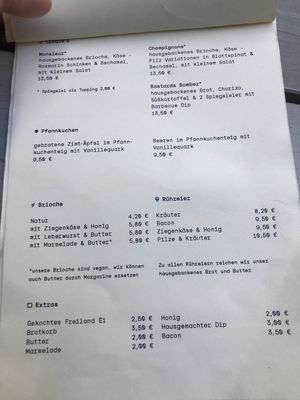 Monsieur*
hausgebackenes Brioche, Käse -
Rosmarin Schinken & Bechamel,
mit kleinem Salat
13,50 €
* Spiegelei als Topping 2,00 €
Champignons*
hausgebackenes Brioche, Käse -
Pilz Variationen in Blattspinat
& Bechamel, mit kleinem Salat
13,50 €
Bastards Bomber*
hausgebackenes Brot, Chorizo,
Süßkartoffel & 2 Spiegeleier mit
Barbecue Dip
13,50 €
Pfannkuchen
gebratene Zimt-Äpfel im Pfann-
kuchenteig mit Vanillequark
9,50 €
Beeren im Pfannkuchenteig mit
Vanillequark
9,50 €
Brioche
Natur 4,20 €
mit Ziegenkäse & Honig 5,80 €
mit Leberwurst & Butter 5,80 €
mit Marmelade & Butter* 5,80 €
*unsere Brioche sind vegan, wir können
auch Butter durch Margarine ersetzen
Rühreier
Kräuter 8,20 €
Bacon 9,50 €
Ziegenkäse & Honig 9,50 €
Pilze & Kräuter 10,50 €
Zu allen Rühreiern reichen wir unser
hausgebackenes Brot und Butter
Extras
Gekochtes Freiland Ei 2,50 €
Brotkorb 3,50 €
Butter 2,00 €
Marmelade 2,00 €
Honig 2,00 €
Hausgemachter Dip 3,00 €
Bacon 3,50 €